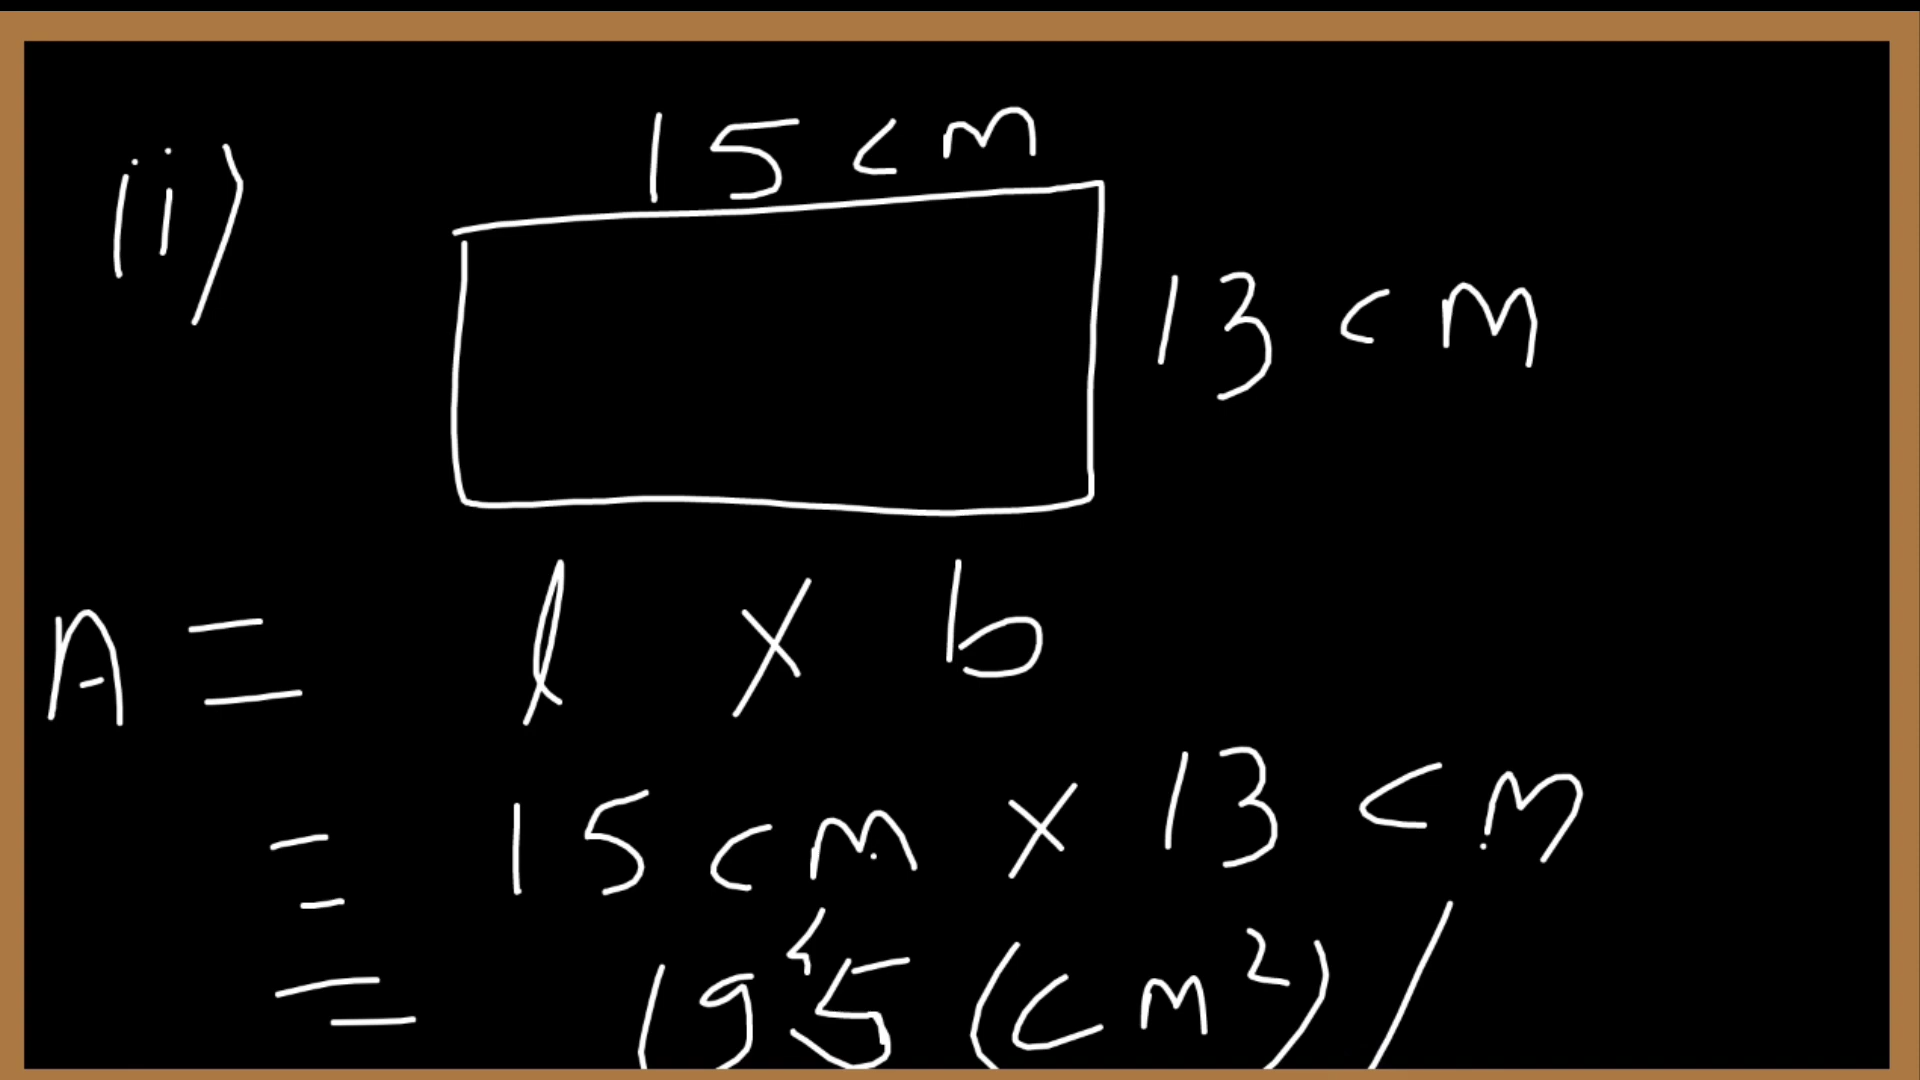 ii)
15 cm
13 cm
A = l × b
= 15 cm × 13 cm
= 195 (cm²)/